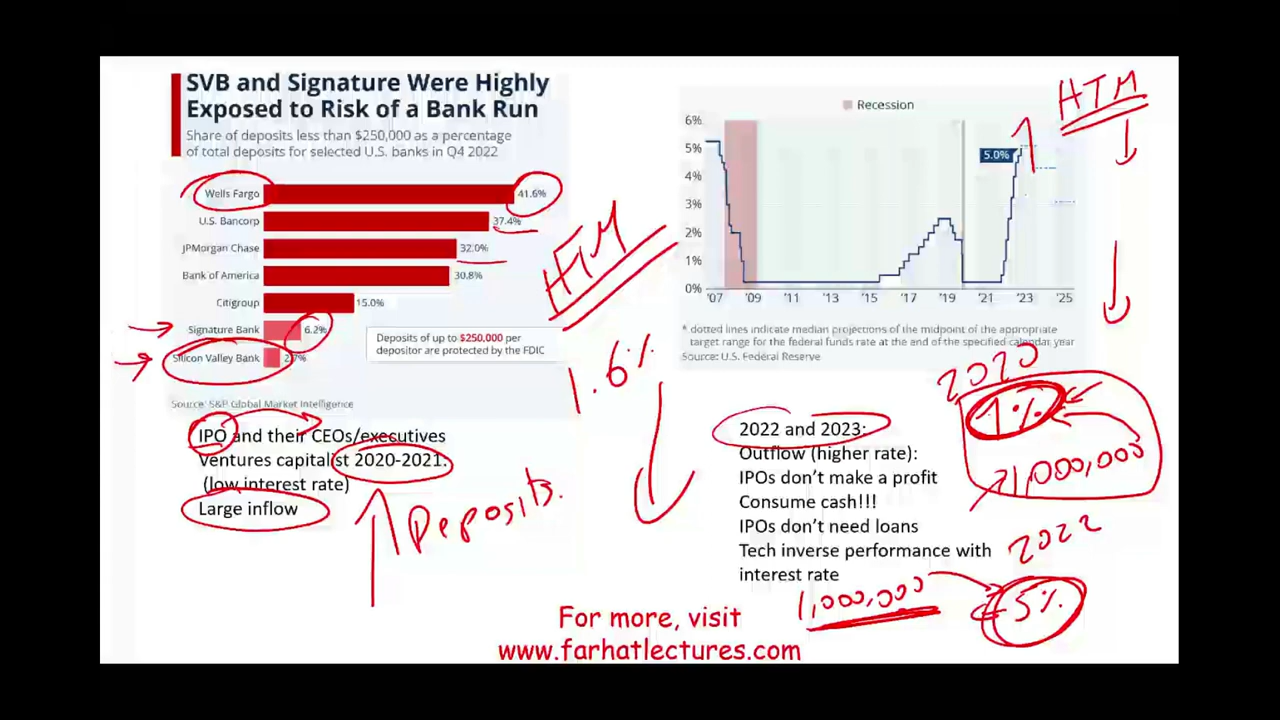 SVB and Signature Were Highly
Exposed to Risk of a Bank Run
Share of deposits less than $250,000 as a percentage
of total deposits for selected U.S. banks in Q4 2022
Wells Fargo 41.6%
U.S. Bancorp 37.4%
JPMorgan Chase 32.0%
Bank of America 30.8%
Citigroup 15.0%
Signature Bank 6.2%
Silicon Valley Bank 2.7%
Deposits of up to $250.000 per
depositor are protected by the FDIC
Source: S&P Global Market Intelligence
HTM
1.6%
IPO and their CEOs/executives
Ventures capitalist 2020-2021.
(low interest rate)
Large inflow
Deposits.
HTM
Recession
6%
5%
4%
3%
2%
1%
0%
5.0%
'07 '09 '11 '13 '15 '17 '19 '21 '23 '25
* dotted lines indicate median projections of the midpoint of the appropriate
target range for the federal funds rate at the end of the specified calendar year
Source: U.S. Federal Reserve
2020
1%
1,000,000
2022 and 2023:
Outflow (higher rate):
IPOs don't make a profit
Consume cash!!!
IPOs don't need loans
Tech inverse performance with
interest rate
2022
1,000,000
5%
For more, visit
www.farhatlectures.com